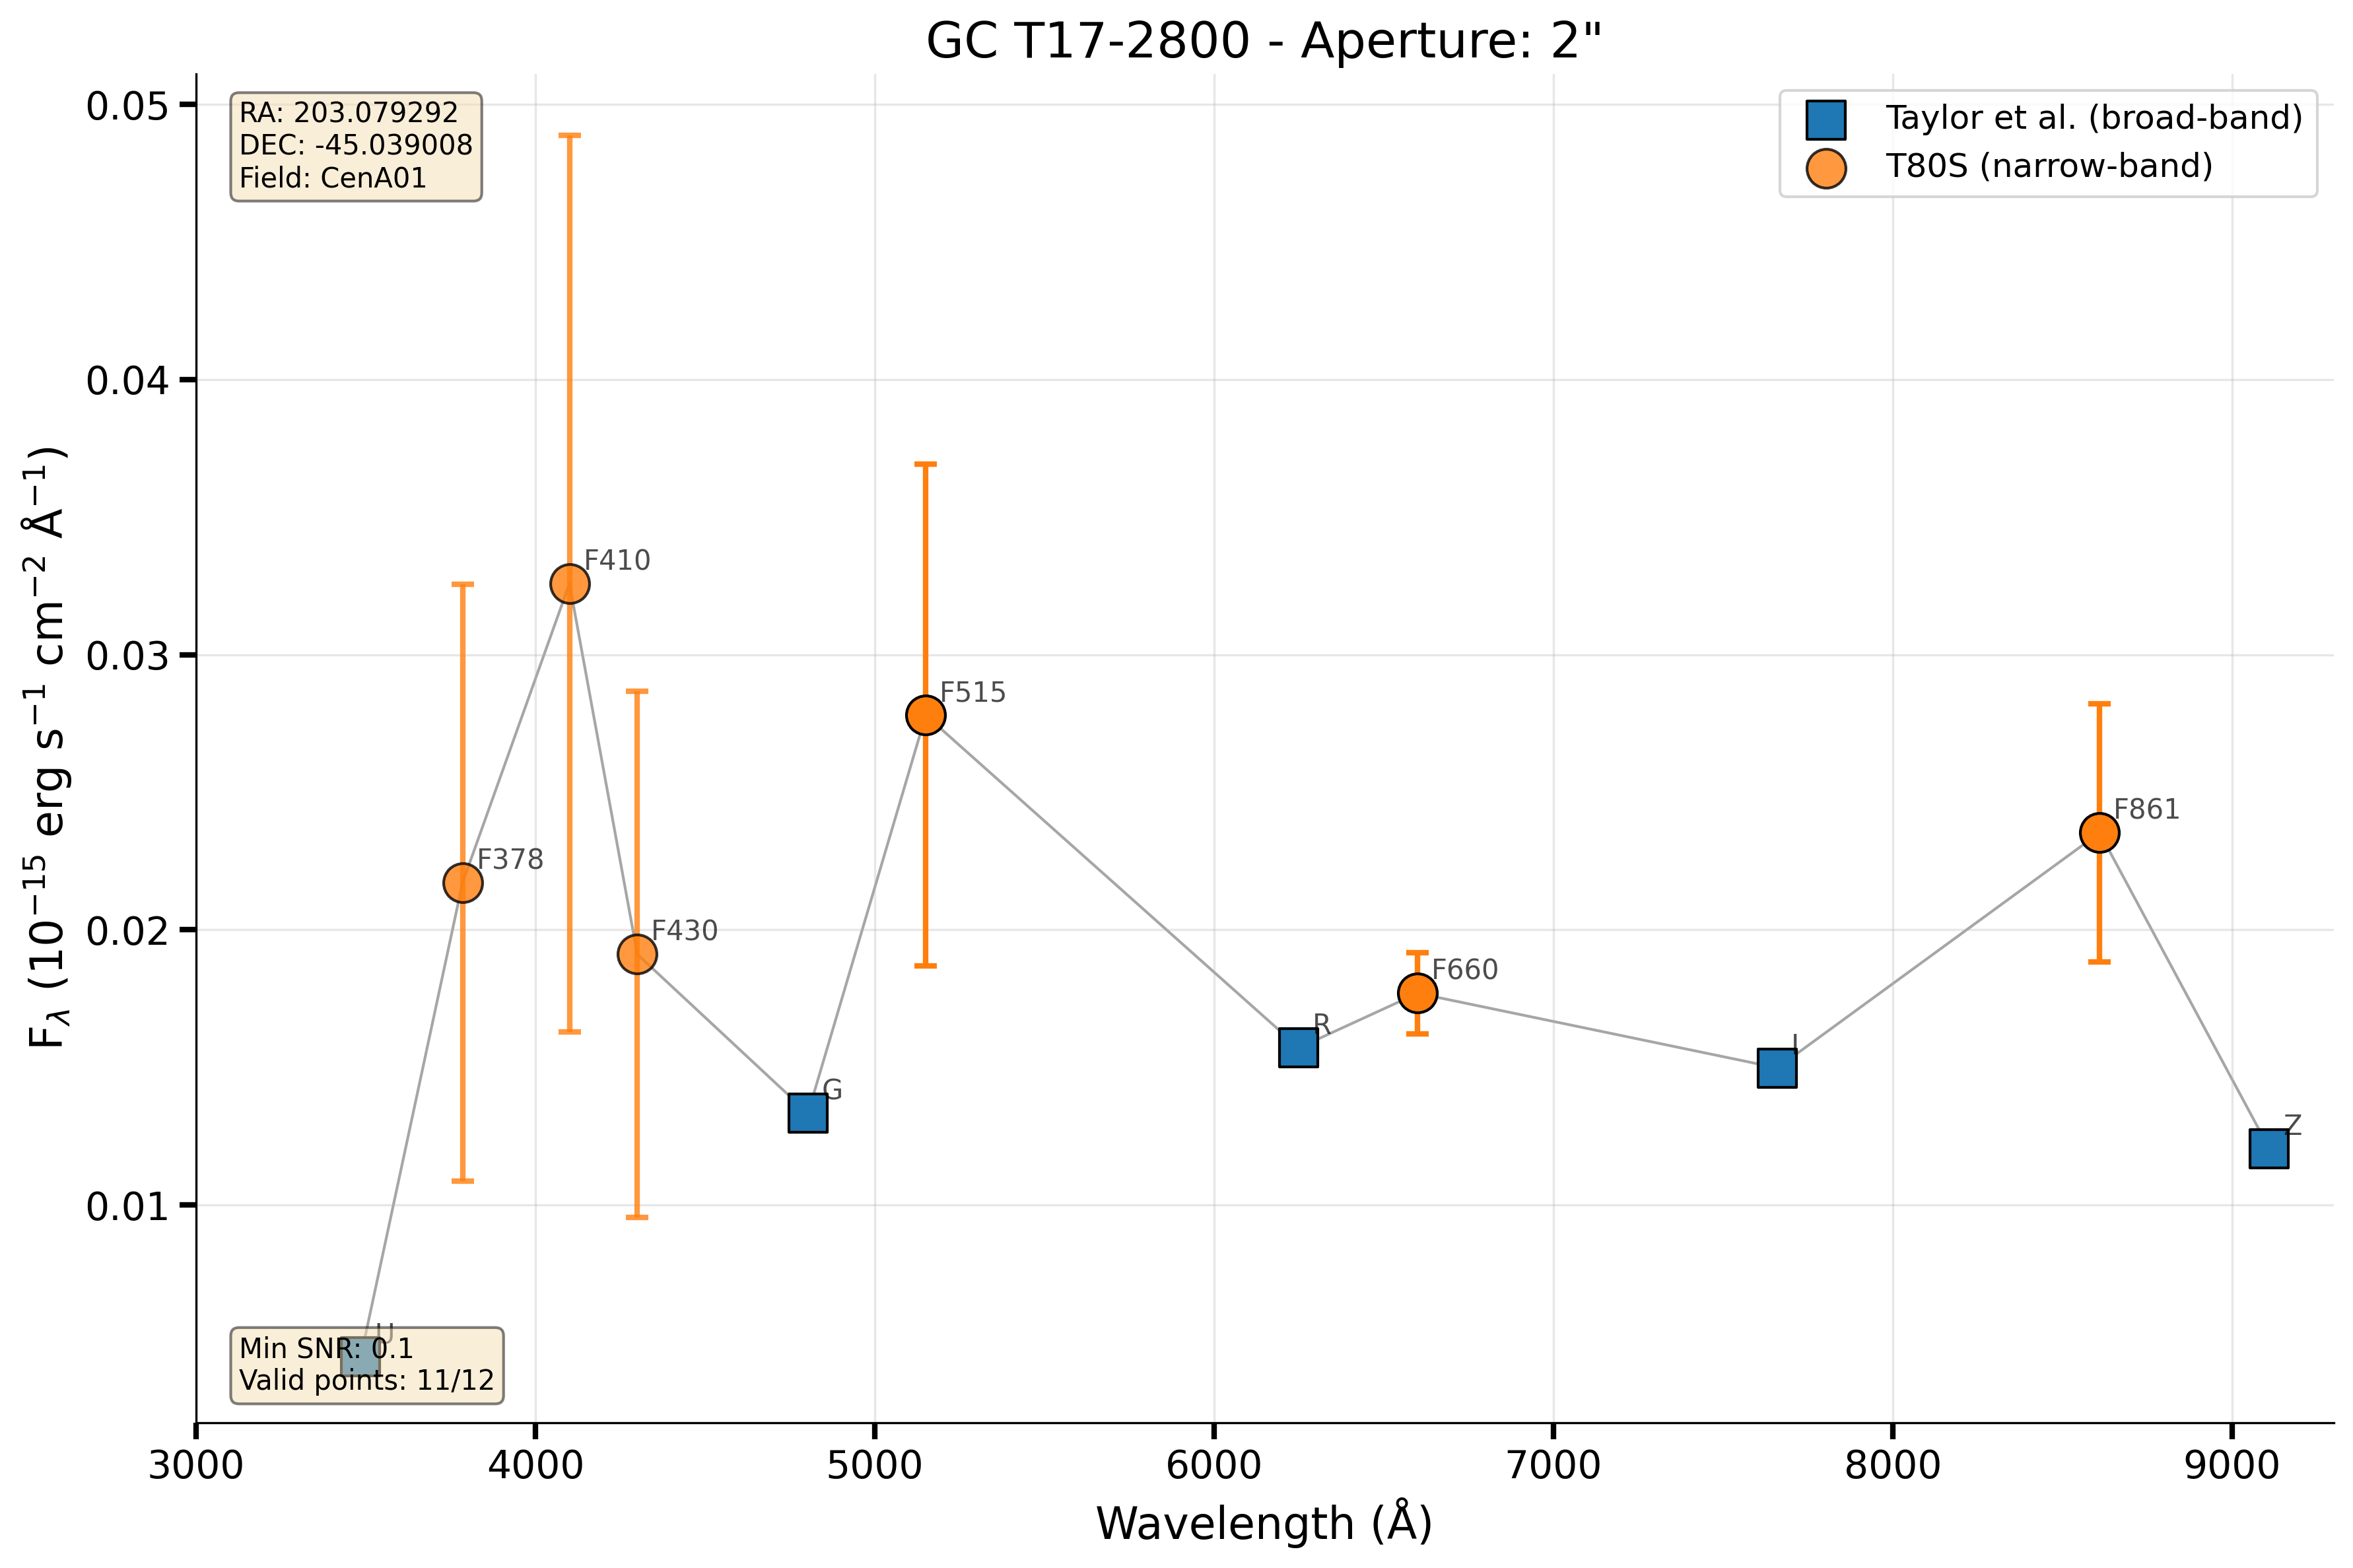 GC T17-2800 - Aperture: 2"
RA: 203.079292
DEC: -45.039008
Field: CenA01
Taylor et al. (broad-band)
T80S (narrow-band)
0.05
0.04
0.03
0.02
0.01
F410
F515
F378
F861
F430
F660
R
I
G
Z
U
Min SNR: 0.1
Valid points: 11/12
3000 4000 5000 6000 7000 8000 9000
Wavelength (Å)
Fλ (10⁻¹⁵ erg s⁻¹ cm⁻² Å⁻¹)